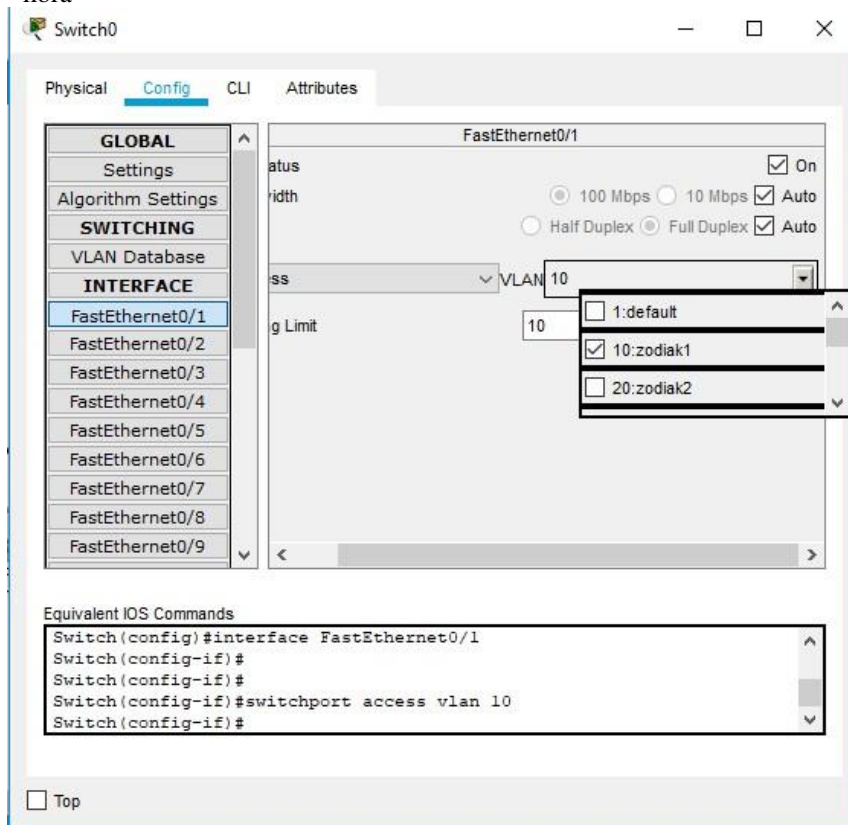 Switch0
Physical Config CLI Attributes
GLOBAL
Settings
Algorithm Settings
SWITCHING
VLAN Database
INTERFACE
FastEthernet0/1
FastEthernet0/2
FastEthernet0/3
FastEthernet0/4
FastEthernet0/5
FastEthernet0/6
FastEthernet0/7
FastEthernet0/8
FastEthernet0/9
FastEthernet0/1
atus On
idth 100 Mbps 10 Mbps Auto
Half Duplex Full Duplex Auto
ss VLAN 10
g Limit 10
1:default
10:zodiak1
20:zodiak2
Equivalent IOS Commands
Switch(config)#interface FastEthernet0/1
Switch(config-if)#
Switch(config-if)#
Switch(config-if)#switchport access vlan 10
Switch(config-if)#
Top